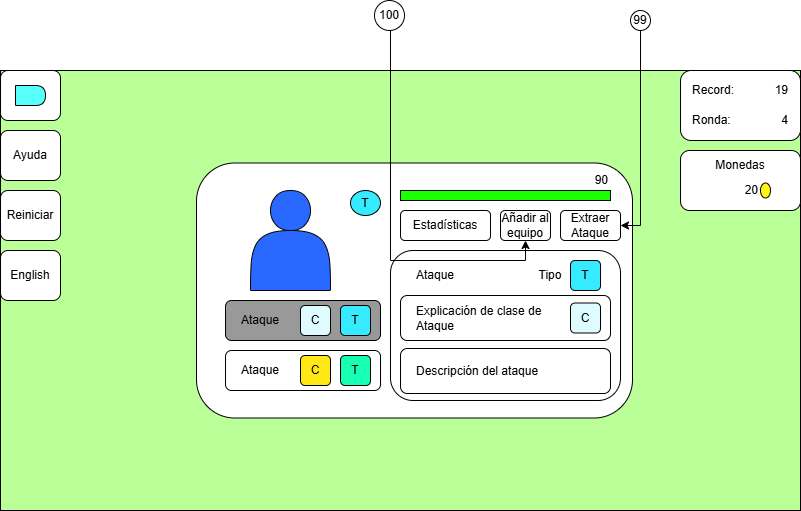 100
99
Record: 19
Ronda: 4
Monedas
20
Ayuda
Reiniciar
English
90
T
Estadísticas
Añadir al
equipo
Extraer
Ataque
Ataque Tipo T
Explicación de clase de
Ataque
C
Descripción del ataque
Ataque C T
Ataque C T